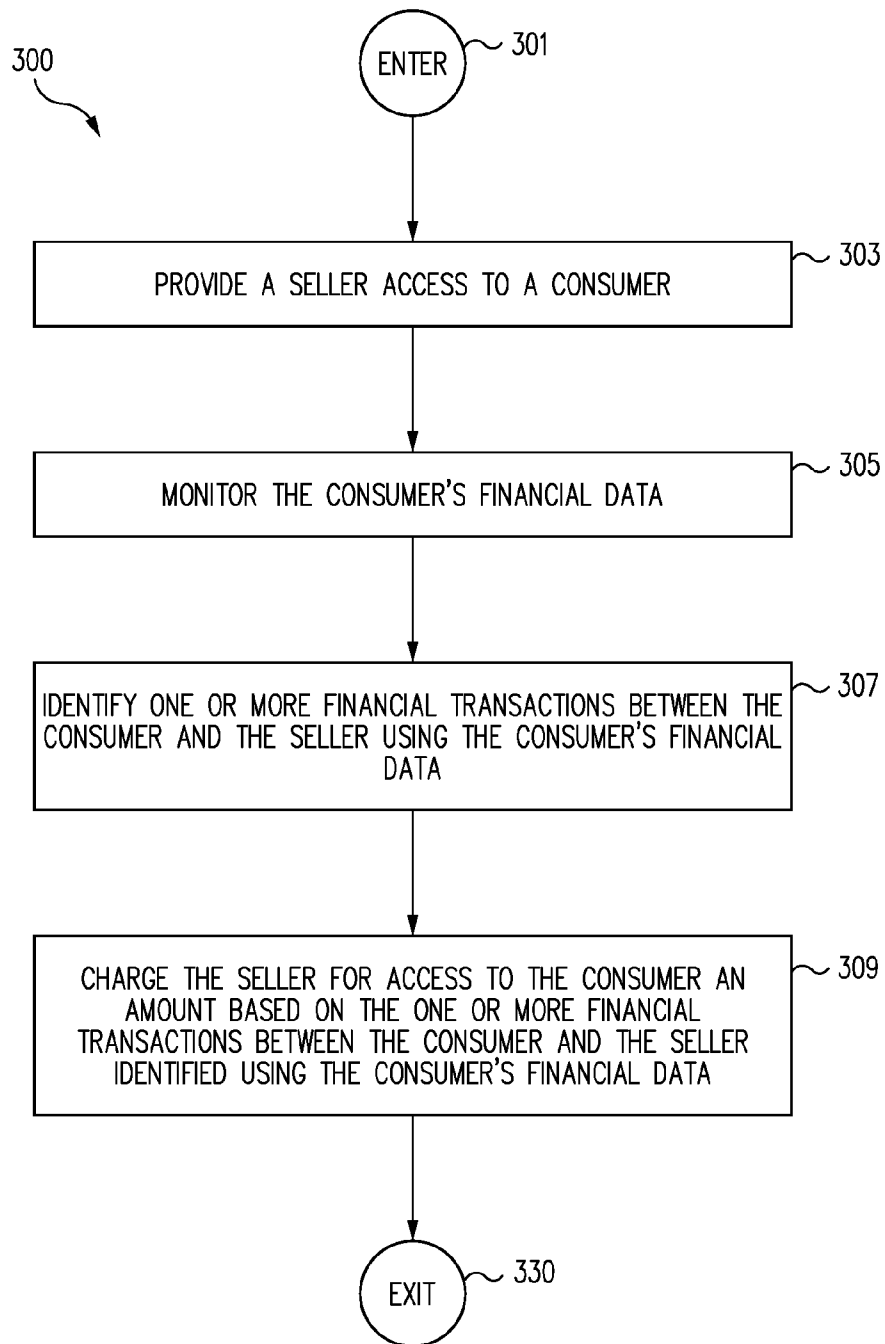 300
ENTER
301
PROVIDE A SELLER ACCESS TO A CONSUMER
303
MONITOR THE CONSUMER'S FINANCIAL DATA
305
IDENTIFY ONE OR MORE FINANCIAL TRANSACTIONS BETWEEN THE
CONSUMER AND THE SELLER USING THE CONSUMER'S FINANCIAL
DATA
307
CHARGE THE SELLER FOR ACCESS TO THE CONSUMER AN
AMOUNT BASED ON THE ONE OR MORE FINANCIAL
TRANSACTIONS BETWEEN THE CONSUMER AND THE SELLER
IDENTIFIED USING THE CONSUMER'S FINANCIAL DATA
309
EXIT
330